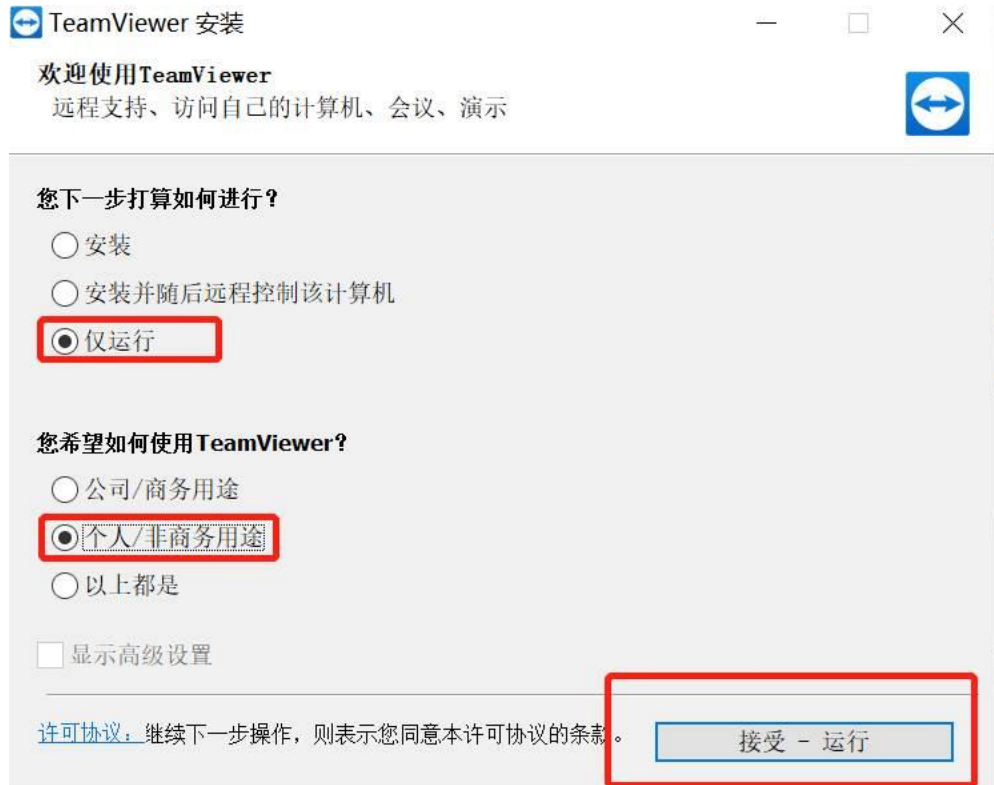 TeamViewer 安装
欢迎使用TeamViewer
远程支持、访问自己的计算机、会议、演示
您下一步打算如何进行？
安装
安装并随后远程控制该计算机
仅运行
您希望如何使用TeamViewer?
公司/商务用途
个人/非商务用途
以上都是
显示高级设置
许可协议：继续下一步操作，则表示您同意本许可协议的条款。
接受 - 运行